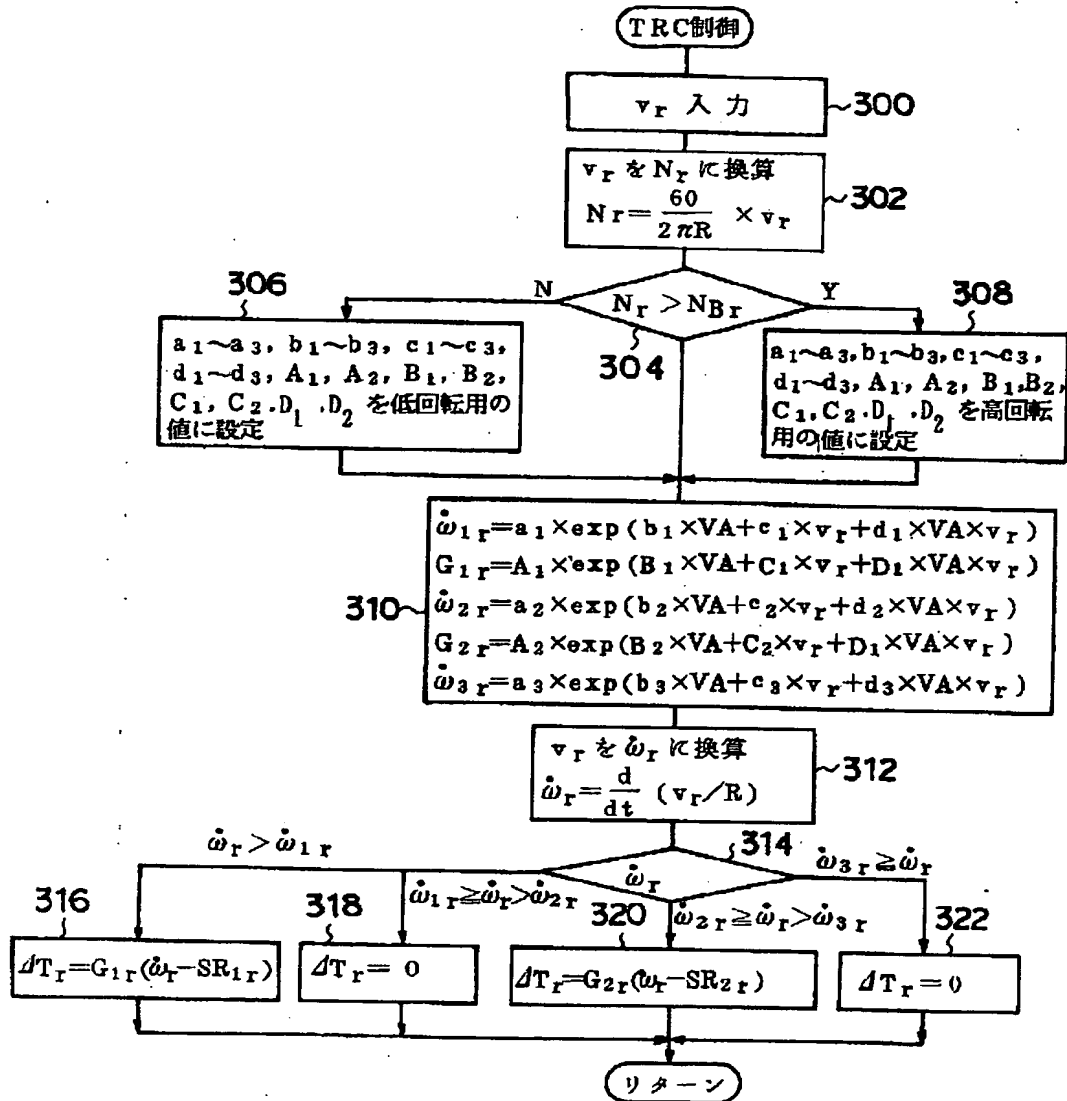 TRC制御
vr 入力
300
vr を Nr に換算
Nr=60/2πR ×vr
302
Nr>NBr
N
Y
304
306
a1~a3, b1~b3, c1~c3,
d1~d3, A1, A2, B1, B2,
C1, C2.D1.D2 を低回転用の
値に設定
308
a1~a3,b1~b3,c1~c3,
d1~d3, A1, A2, B1,B2,
C1,C2.D1.D2 を高回転
用の値に設定
310
ω̇1r=a1×exp(b1×VA+c1×vr+d1×VA×vr)
G1r=A1×exp(B1×VA+C1×vr+D1×VA×vr)
ω̇2r=a2×exp(b2×VA+c2×vr+d2×VA×vr)
G2r=A2×exp(B2×VA+C2×vr+D1×VA×vr)
ω̇3r=a3×exp(b3×VA+c3×vr+d3×VA×vr)
vr を ω̇r に換算
ω̇r=d/dt (vr/R)
312
314
ω̇r
ω̇r>ω̇1r
ω̇1r≧ω̇r>ω̇2r
ω̇2r≧ω̇r>ω̇3r
ω̇3r≧ω̇r
316
ΔTr=G1r(ω̇r-SR1r)
318
ΔTr=0
320
ΔTr=G2r(ω̇r-SR2r)
322
ΔTr=0
リターン